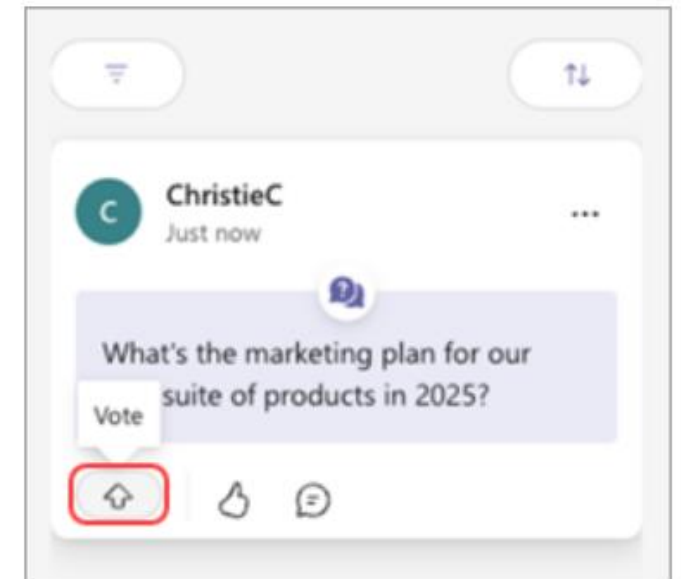 C
ChristieC
Just now
...
What's the marketing plan for our
suite of products in 2025?
Vote